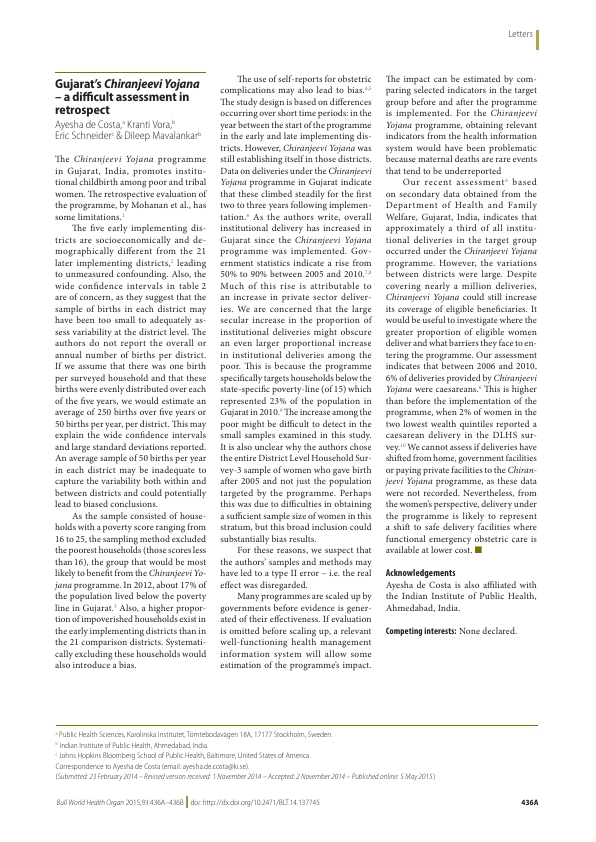 Letters
Gujarat's Chiranjeevi Yojana
– a difficult assessment in
retrospect
Ayesha de Costa,a Kranti Vora,b
Eric Schneiderc & Dileep Mavalankarb
The Chiranjeevi Yojana programme
in Gujarat, India, promotes institu-
tional childbirth among poor and tribal
women. The retrospective evaluation of
the programme, by Mohanan et al., has
some limitations.1
The five early implementing dis-
tricts are socioeconomically and de-
mographically different from the 21
later implementing districts,2 leading
to unmeasured confounding. Also, the
wide confidence intervals in table 2
are of concern, as they suggest that the
sample of births in each district may
have been too small to adequately as-
sess variability at the district level. The
authors do not report the overall or
annual number of births per district.
If we assume that there was one birth
per surveyed household and that these
births were evenly distributed over each
of the five years, we would estimate an
average of 250 births over five years or
50 births per year, per district. This may
explain the wide confidence intervals
and large standard deviations reported.
An average sample of 50 births per year
in each district may be inadequate to
capture the variability both within and
between districts and could potentially
lead to biased conclusions.
As the sample consisted of house-
holds with a poverty score ranging from
16 to 25, the sampling method excluded
the poorest households (those scores less
than 16), the group that would be most
likely to benefit from the Chiranjeevi Yo-
jana programme. In 2012, about 17% of
the population lived below the poverty
line in Gujarat.3 Also, a higher propor-
tion of impoverished households exist in
the early implementing districts than in
the 21 comparison districts. Systemati-
cally excluding these households would
also introduce a bias.
The use of self-reports for obstetric
complications may also lead to bias.4,5
The study design is based on differences
occurring over short time periods: in the
year between the start of the programme
in the early and late implementing dis-
tricts. However, Chiranjeevi Yojana was
still establishing itself in those districts.
Data on deliveries under the Chiranjeevi
Yojana programme in Gujarat indicate
that these climbed steadily for the first
two to three years following implemen-
tation.6 As the authors write, overall
institutional delivery has increased in
Gujarat since the Chiranjeevi Yojana
programme was implemented. Gov-
ernment statistics indicate a rise from
50% to 90% between 2005 and 2010.7,8
Much of this rise is attributable to
an increase in private sector deliver-
ies. We are concerned that the large
secular increase in the proportion of
institutional deliveries might obscure
an even larger proportional increase
in institutional deliveries among the
poor. This is because the programme
specifically targets households below the
state-specific poverty-line (of 15) which
represented 23% of the population in
Gujarat in 2010.9 The increase among the
poor might be difficult to detect in the
small samples examined in this study.
It is also unclear why the authors chose
the entire District Level Household Sur-
vey-3 sample of women who gave birth
after 2005 and not just the population
targeted by the programme. Perhaps
this was due to difficulties in obtaining
a sufficient sample size of women in this
stratum, but this broad inclusion could
substantially bias results.
For these reasons, we suspect that
the authors' samples and methods may
have led to a type II error – i.e. the real
effect was disregarded.
Many programmes are scaled up by
governments before evidence is gener-
ated of their effectiveness. If evaluation
is omitted before scaling up, a relevant
well-functioning health management
information system will allow some
estimation of the programme's impact.
The impact can be estimated by com-
paring selected indicators in the target
group before and after the programme
is implemented. For the Chiranjeevi
Yojana programme, obtaining relevant
indicators from the health information
system would have been problematic
because maternal deaths are rare events
that tend to be underreported
Our recent assessment6 based
on secondary data obtained from the
Department of Health and Family
Welfare, Gujarat, India, indicates that
approximately a third of all institu-
tional deliveries in the target group
occurred under the Chiranjeevi Yojana
programme. However, the variations
between districts were large. Despite
covering nearly a million deliveries,
Chiranjeevi Yojana could still increase
its coverage of eligible beneficiaries. It
would be useful to investigate where the
greater proportion of eligible women
deliver and what barriers they face to en-
tering the programme. Our assessment
indicates that between 2006 and 2010,
6% of deliveries provided by Chiranjeevi
Yojana were caesareans.6 This is higher
than before the implementation of the
programme, when 2% of women in the
two lowest wealth quintiles reported a
caesarean delivery in the DLHS sur-
vey.10 We cannot assess if deliveries have
shifted from home, government facilities
or paying private facilities to the Chiran-
jeevi Yojana programme, as these data
were not recorded. Nevertheless, from
the women's perspective, delivery under
the programme is likely to represent
a shift to safe delivery facilities where
functional emergency obstetric care is
available at lower cost. ■
Acknowledgements
Ayesha de Costa is also affiliated with
the Indian Institute of Public Health,
Ahmedabad, India.
Competing interests: None declared.
a Public Health Sciences, Karolinska Institutet, Tomtebodavägen 18A, 17177 Stockholm, Sweden.
b Indian Institute of Public Health, Ahmedabad, India.
c Johns Hopkins Bloomberg School of Public Health, Baltimore, United States of America.
Correspondence to Ayesha de Costa (email: ayesha.de.costa@ki.se).
(Submitted: 23 February 2014 – Revised version received: 1 November 2014 – Accepted: 2 November 2014 – Published online: 5 May 2015)
Bull World Health Organ 2015;93:436A–436B | doi: http://dx.doi.org/10.2471/BLT.14.137745
436A